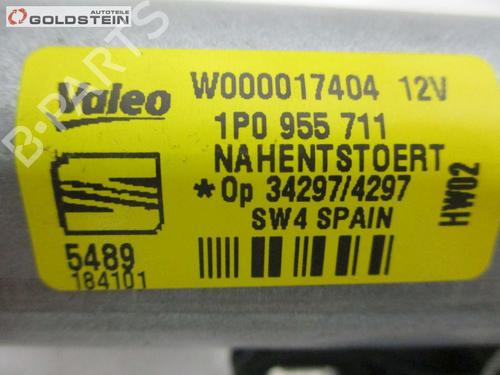 AUTOTEILE
GOLDSTEIN
B-PARTS
Valeo W000017404 12V
1P0 955 711
NAHENTSTOERT
*Op 34297/4297
SW4 SPAIN
HW02
5489
184101